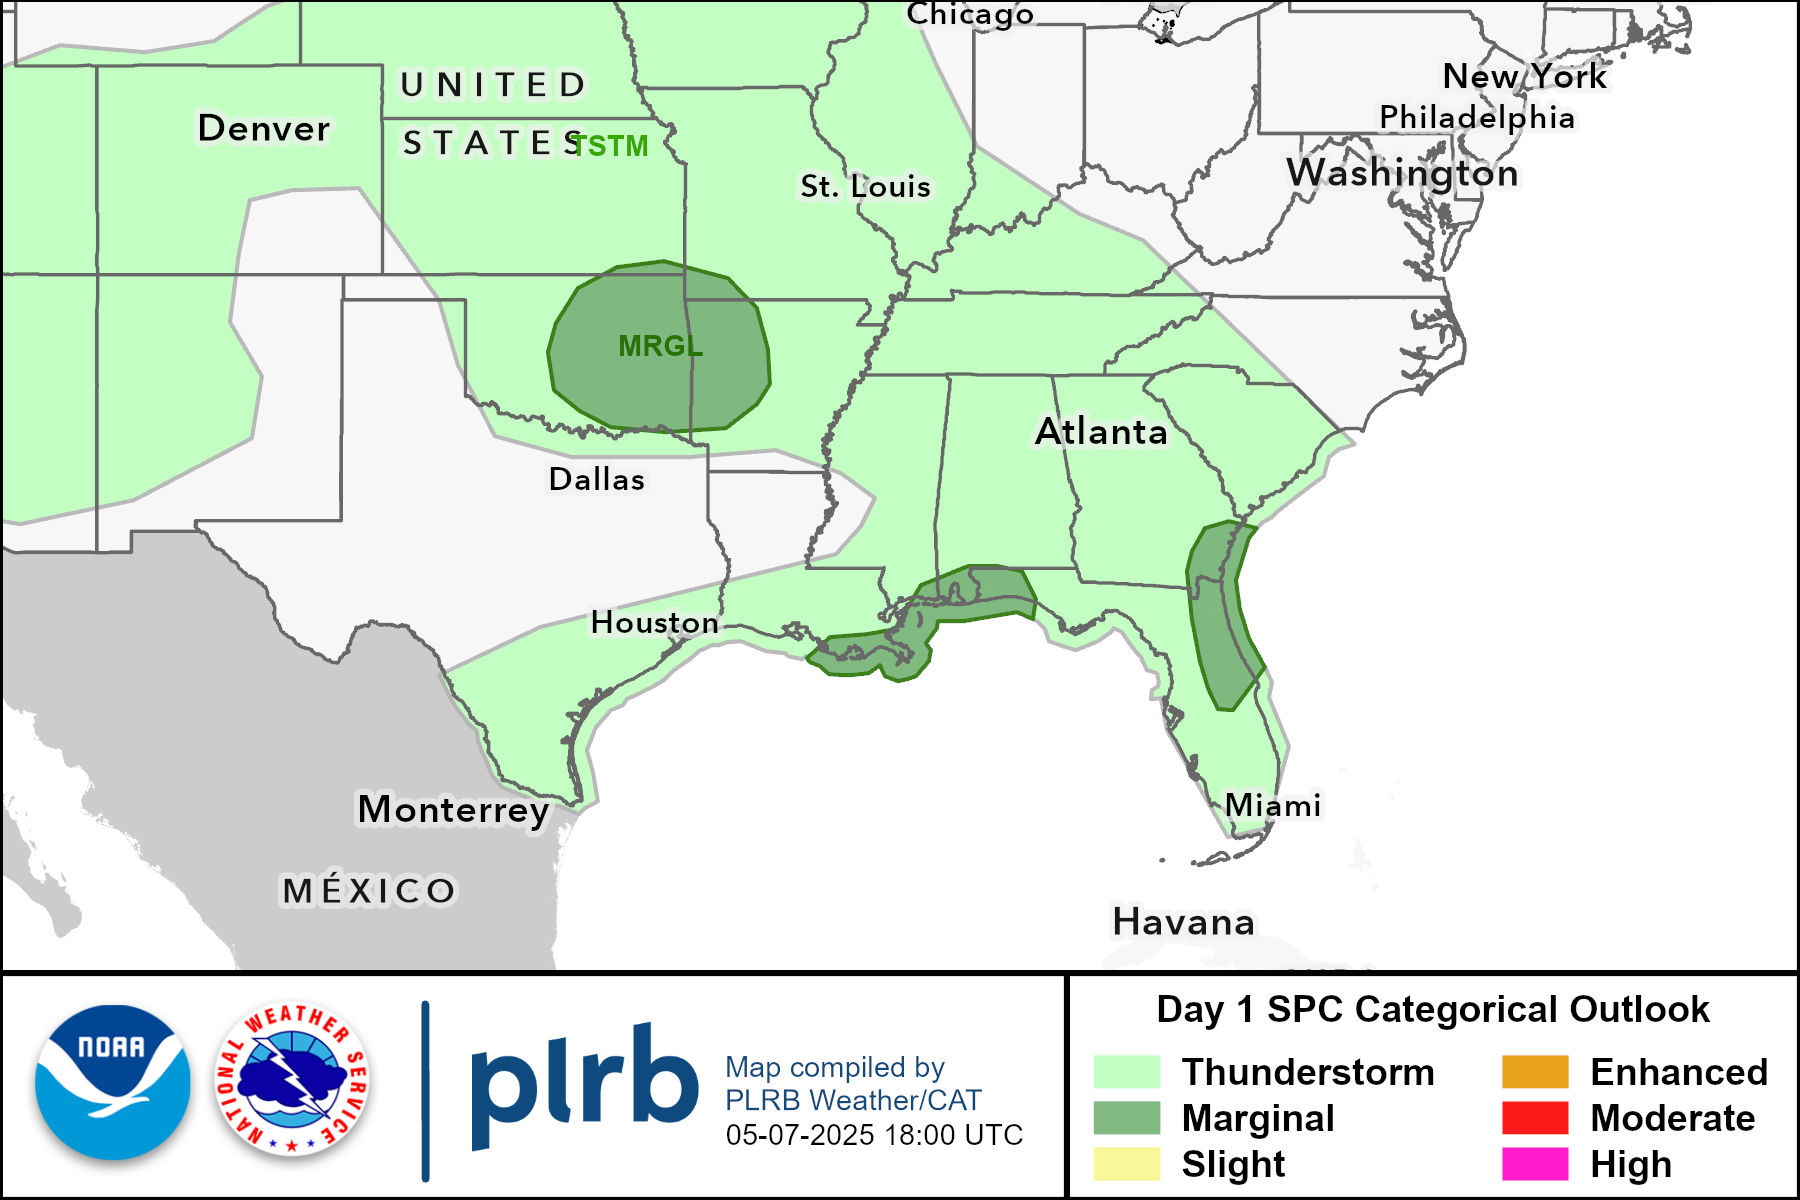 Chicago
New York
UNITED
Philadelphia
Denver
STATES
TSTM
Washington
St. Louis
MRGL
Atlanta
Dallas
Houston
Miami
Monterrey
MÉXICO
Havana
NOAA
NATIONAL WEATHER SERVICE
plrb
Map compiled by
PLRB Weather/CAT
05-07-2025 18:00 UTC
Day 1 SPC Categorical Outlook
Thunderstorm
Enhanced
Marginal
Moderate
Slight
High